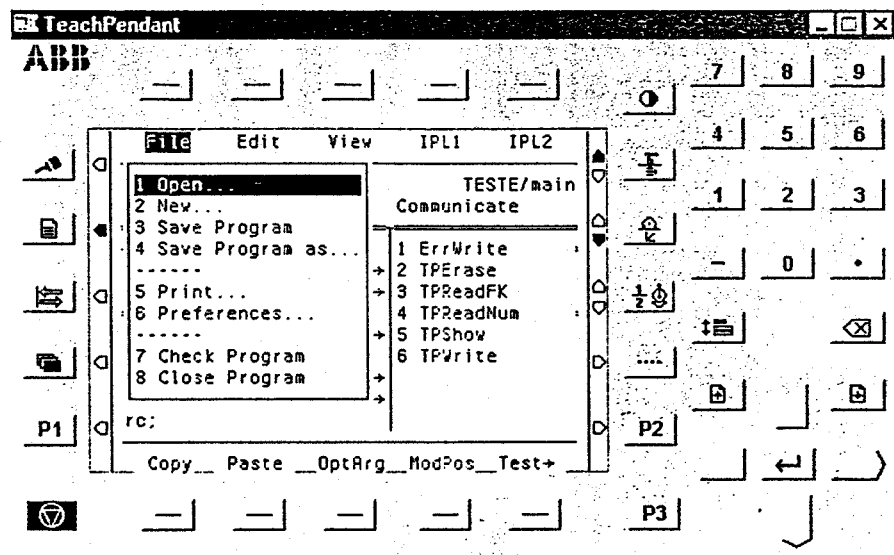 TeachPendant
ABB
7 8 9
File Edit View IPL1 IPL2
4 5 6
1 Open...
TESTE/main
2 New...
Communicate
1 2 3
3 Save Program
4 Save Program as...
1 ErrWrite
------
2 TPErase
- 0 .
5 Print...
3 TPReadFK
6 Preferences...
4 TPReadNum
1/2
------
5 TPShow
7 Check Program
6 TPWrite
8 Close Program
P1
rc;
P2
Copy Paste OptArg ModPos Test→
P3